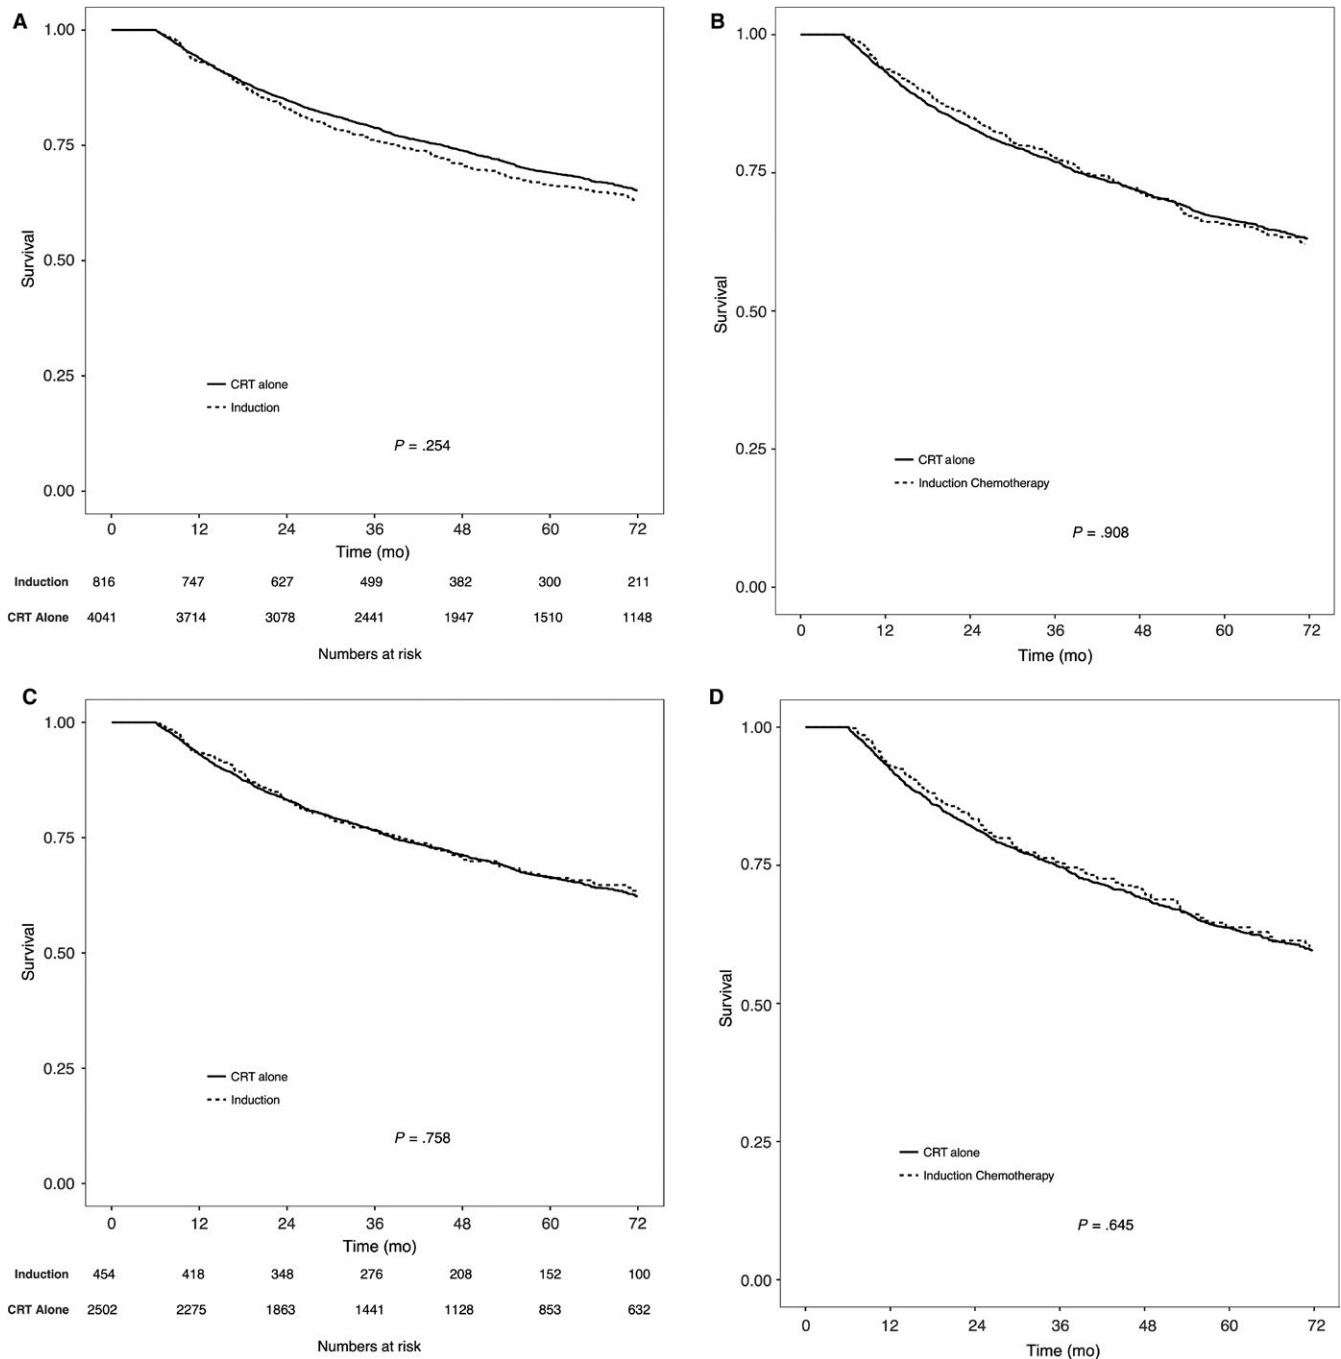 A
1.00
0.75
0.50
0.25
0.00
Survival
CRT alone
Induction
P = .254
0 12 24 36 48 60 72
Time (mo)
Induction 816 747 627 499 382 300 211
CRT Alone 4041 3714 3078 2441 1947 1510 1148
Numbers at risk
B
1.00
0.75
0.50
0.25
0.00
Survival
CRT alone
Induction Chemotherapy
P = .908
0 12 24 36 48 60 72
Time (mo)
C
1.00
0.75
0.50
0.25
0.00
Survival
CRT alone
Induction
P = .758
0 12 24 36 48 60 72
Time (mo)
Induction 454 418 348 276 208 152 100
CRT Alone 2502 2275 1863 1441 1128 853 632
Numbers at risk
D
1.00
0.75
0.50
0.25
0.00
Survival
CRT alone
Induction Chemotherapy
P = .645
0 12 24 36 48 60 72
Time (mo)